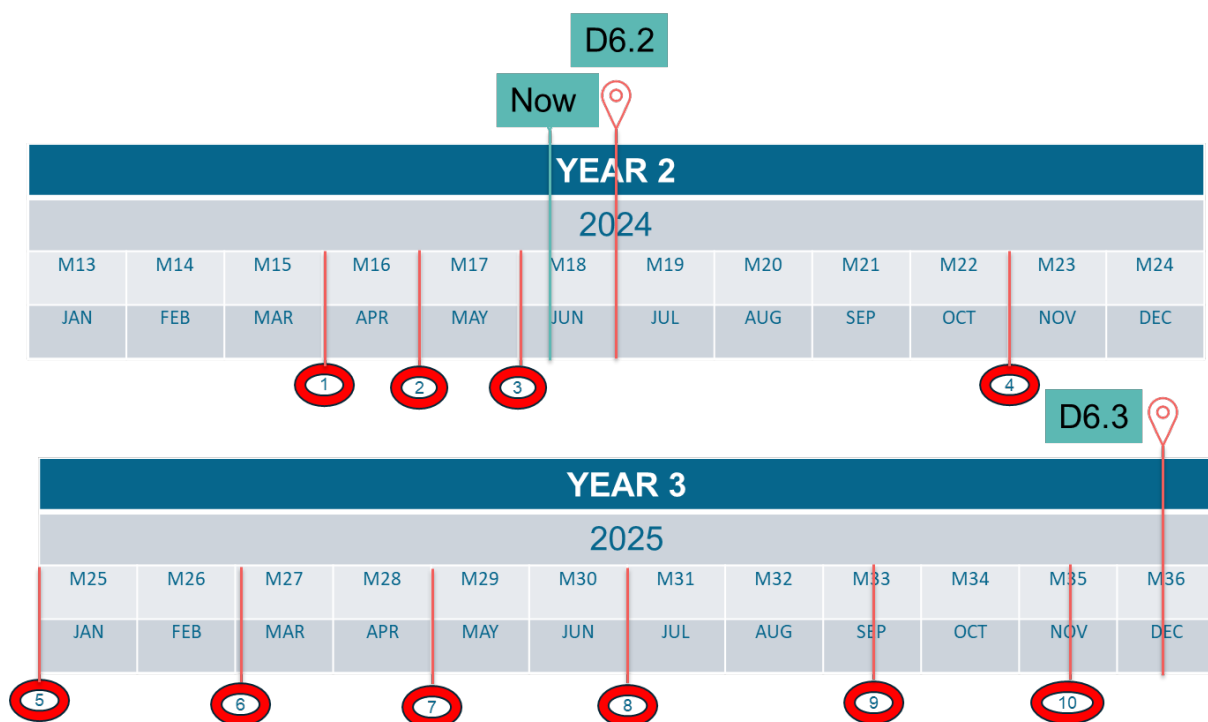 D6.2
Now
YEAR 2
2024
M13 M14 M15 M16 M17 M18 M19 M20 M21 M22 M23 M24
JAN FEB MAR APR MAY JUN JUL AUG SEP OCT NOV DEC
1 2 3 4
D6.3
YEAR 3
2025
M25 M26 M27 M28 M29 M30 M31 M32 M33 M34 M35 M36
JAN FEB MAR APR MAY JUN JUL AUG SEP OCT NOV DEC
5 6 7 8 9 10